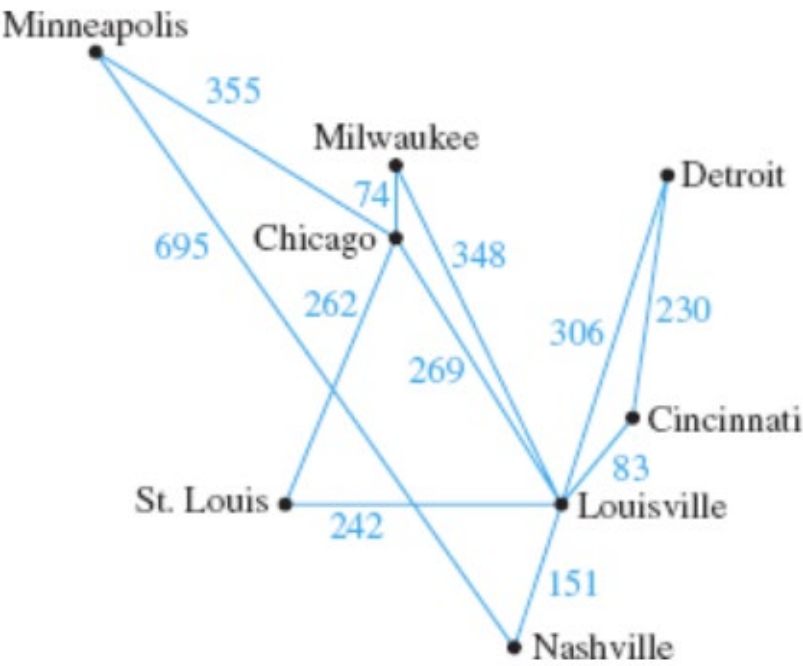 Minneapolis
355
Milwaukee
74
Detroit
695
Chicago
348
262
306
230
269
Cincinnati
83
St. Louis
Louisville
242
151
Nashville